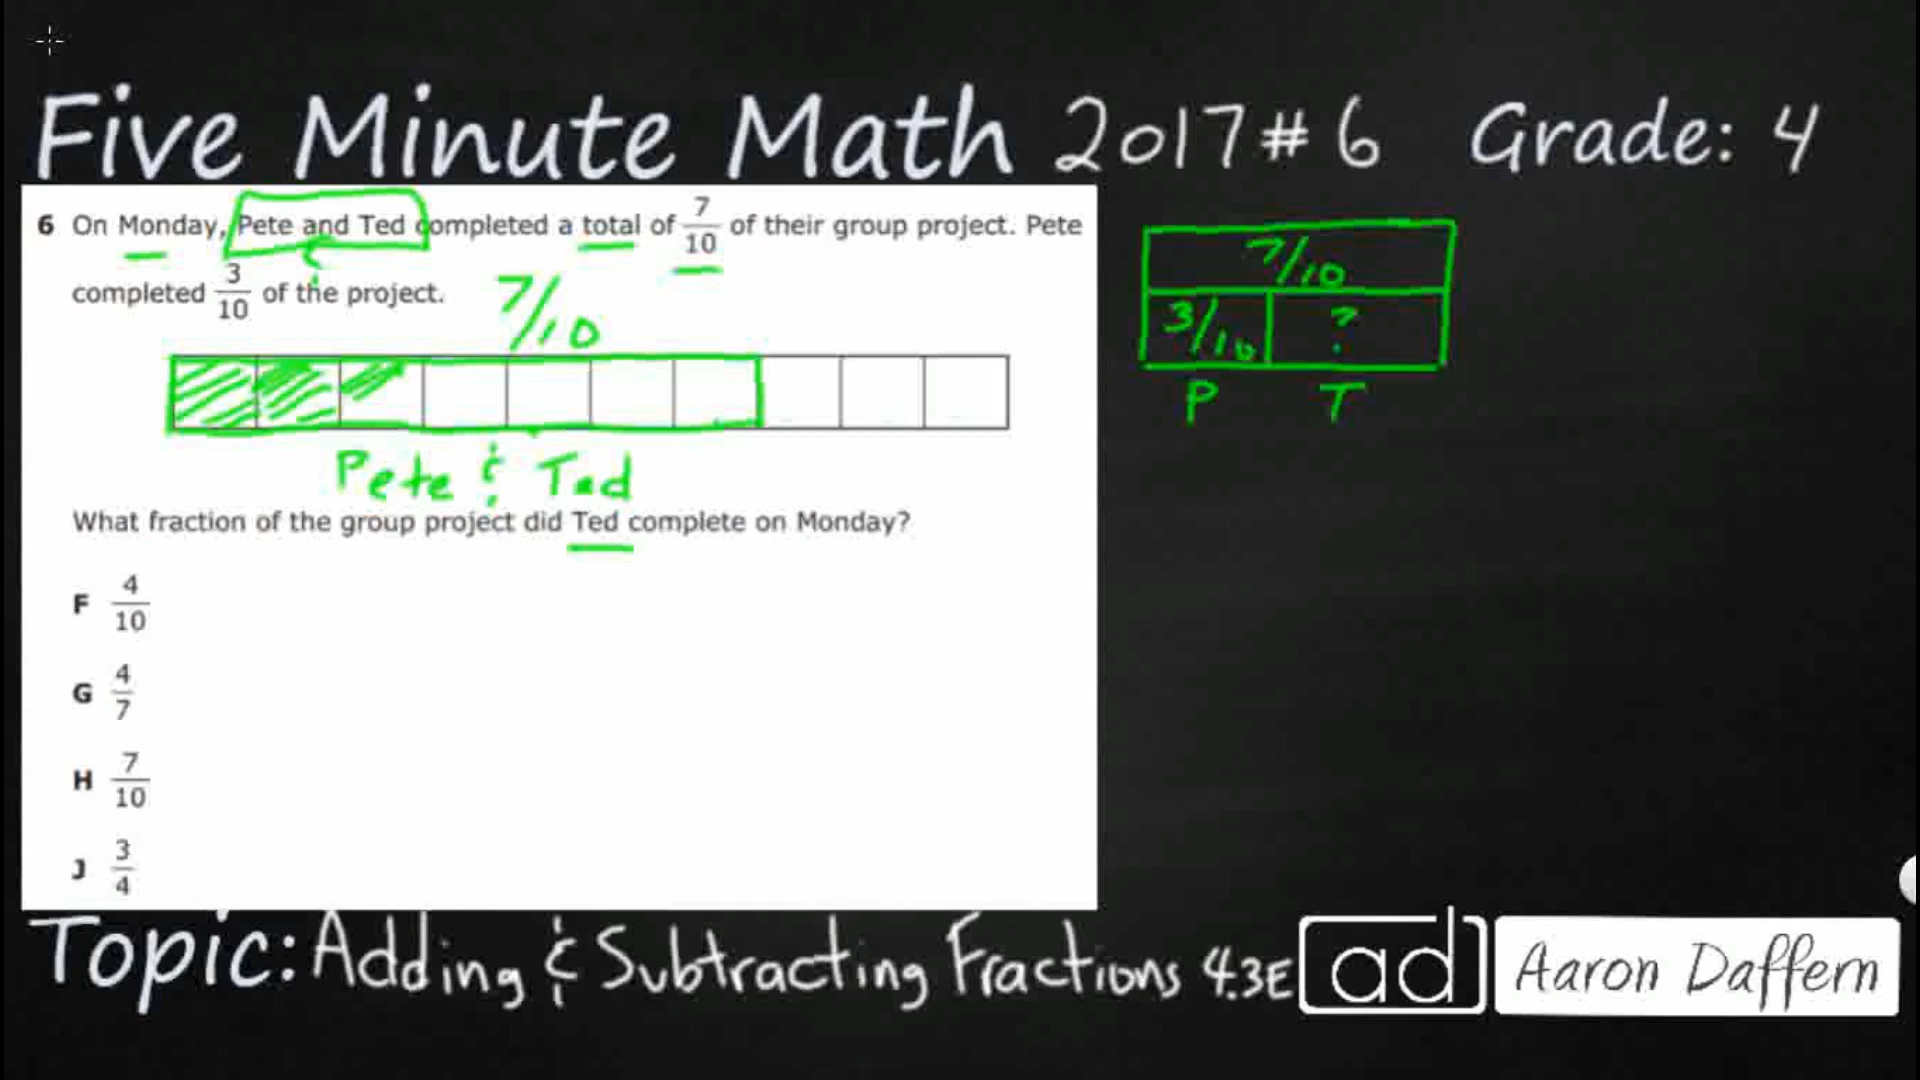 Five Minute Math 2017 #6 Grade: 4
6 On Monday, Pete and Ted completed a total of 7/10 of their group project. Pete
completed 3/10 of the project.
7/10
Pete & Ted
What fraction of the group project did Ted complete on Monday?
F 4/10
G 4/7
H 7/10
J 3/4
7/10
3/10 ?
P T
Topic: Adding & Subtracting Fractions 4.3E
ad Aaron Daffern